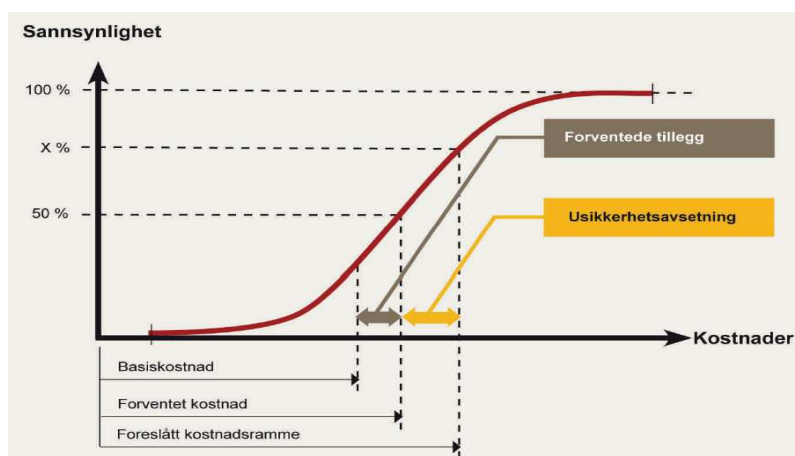 Sannsynlighet
100 %
X %
50 %
Forventede tillegg
Usikkerhetsavsetning
Kostnader
Basiskostnad
Forventet kostnad
Foreslått kostnadsramme